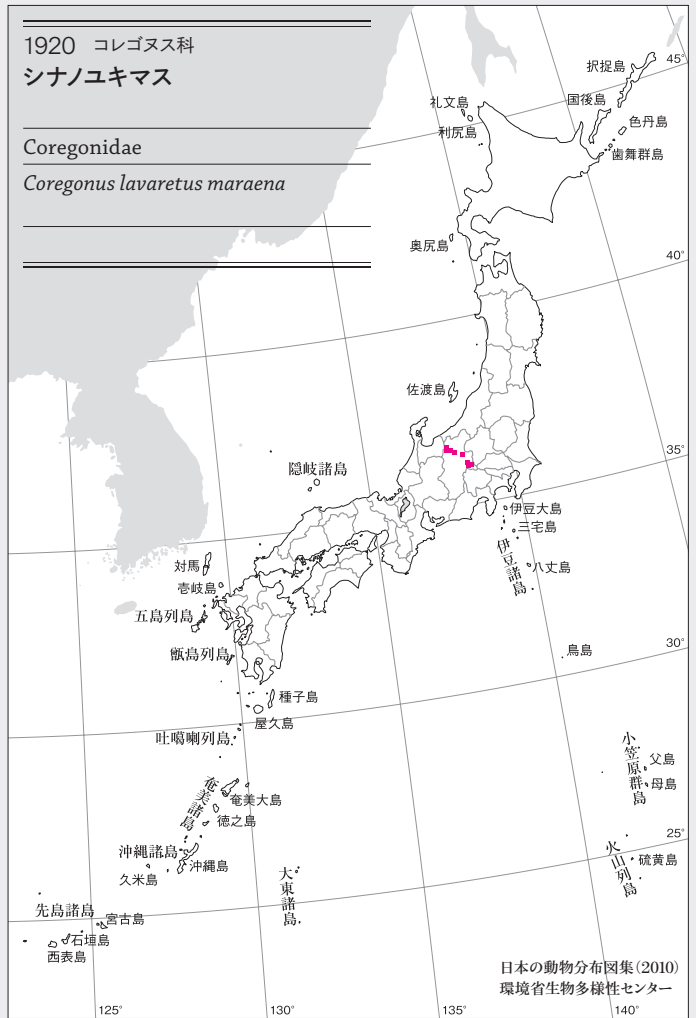 1920 コレゴヌス科
シナノユキマス
Coregonidae
Coregonus lavaretus maraena
択捉島
45°
礼文島
国後島
色丹島
利尻島
歯舞群島
奥尻島
40°
佐渡島
35°
隠岐諸島
伊豆大島
三宅島
伊豆諸島
八丈島
対馬
壱岐島
五島列島
甑島列島
鳥島
30°
種子島
屋久島
吐噶喇列島
小笠原群島
父島
母島
奄美諸島
奄美大島
徳之島
25°
沖縄諸島
沖縄島
久米島
火山列島
硫黄島
大東諸島
先島諸島
宮古島
石垣島
西表島
日本の動物分布図集(2010)
環境省生物多様性センター
125°
130°
135°
140°